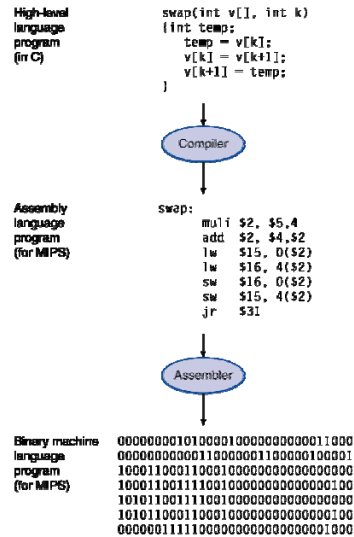 High-level
language
program
(in C)
swap(int v[], int k)
{int temp;
temp = v[k];
v[k] = v[k+1];
v[k+1] = temp;
}
Compiler
Assembly
language
program
(for MIPS)
swap:
muli $2, $5,4
add $2, $4,$2
lw $15, 0($2)
lw $16, 4($2)
sw $16, 0($2)
sw $15, 4($2)
jr $31
Assembler
Binary machine
language
program
(for MIPS)
00000000101000010000000000011000
00000000000110000001100000100001
10001100011000100000000000000000
10001100111100100000000000000100
10101100111100100000000000000000
10101100011000100000000000000100
00000011111000000000000000001000